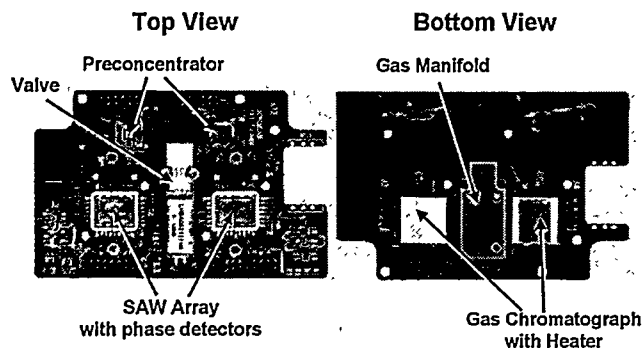 Top View
Bottom View
Preconcentrator
Valve
Gas Manifold
SAW Array
with phase detectors
Gas Chromatograph
with Heater